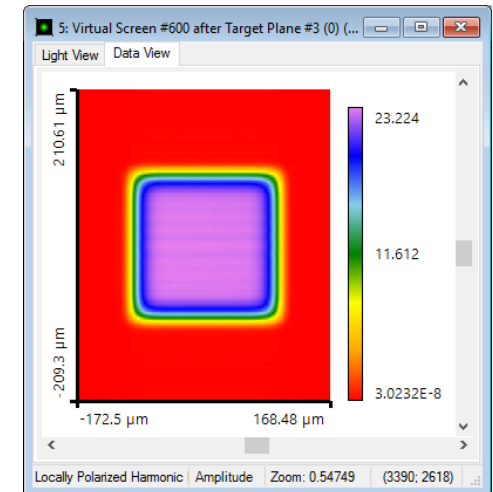 5: Virtual Screen #600 after Target Plane #3 (0) (...
Light View Data View
210.61 µm
-209.3 µm
23.224
11.612
3.0232E-8
-172.5 µm 168.48 µm
Locally Polarized Harmonic Amplitude Zoom: 0.54749 (3390; 2618)